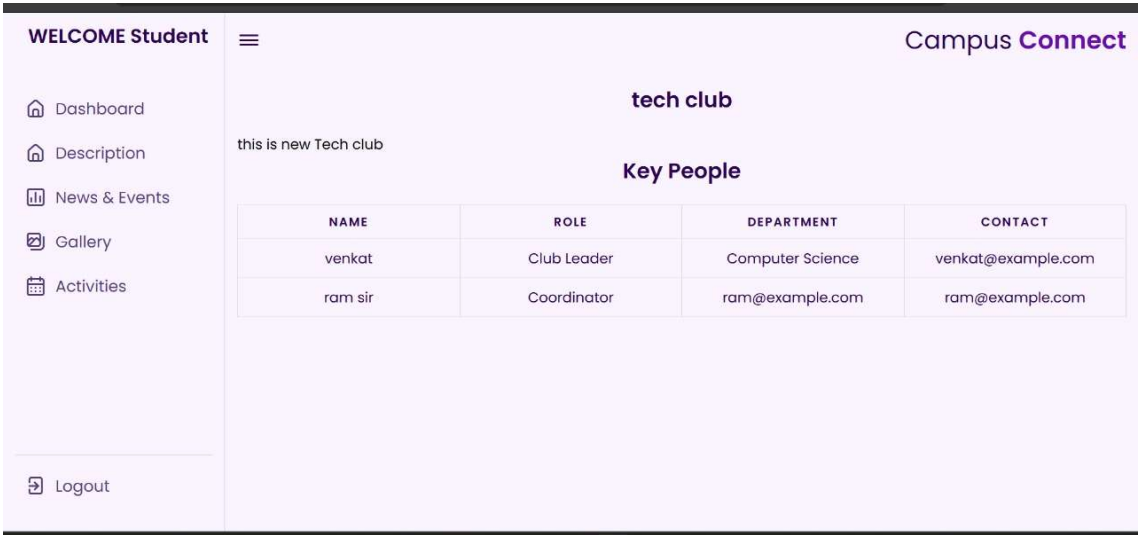 WELCOME Student
Campus Connect
Dashboard
Description
News & Events
Gallery
Activities
Logout
tech club
this is new Tech club
Key People
NAME ROLE DEPARTMENT CONTACT
venkat Club Leader Computer Science venkat@example.com
ram sir Coordinator ram@example.com ram@example.com